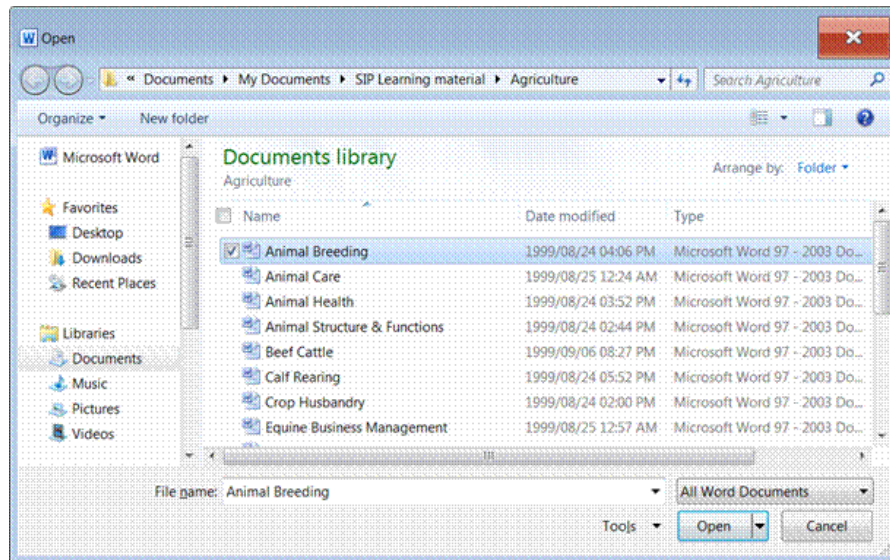 Open
« Documents ▸ My Documents ▸ SIP Learning material ▸ Agriculture Search Agriculture
Organize New folder
Microsoft Word
Favorites
Desktop
Downloads
Recent Places
Libraries
Documents
Music
Pictures
Videos
Documents library
Agriculture
Arrange by: Folder
Name Date modified Type
Animal Breeding 1999/08/24 04:06 PM Microsoft Word 97 - 2003 Do...
Animal Care 1999/08/25 12:24 AM Microsoft Word 97 - 2003 Do...
Animal Health 1999/08/24 03:52 PM Microsoft Word 97 - 2003 Do...
Animal Structure & Functions 1999/08/24 02:44 PM Microsoft Word 97 - 2003 Do...
Beef Cattle 1999/09/06 08:27 PM Microsoft Word 97 - 2003 Do...
Calf Rearing 1999/08/24 05:52 PM Microsoft Word 97 - 2003 Do...
Crop Husbandry 1999/08/24 02:00 PM Microsoft Word 97 - 2003 Do...
Equine Business Management 1999/08/25 12:57 AM Microsoft Word 97 - 2003 Do...
File name: Animal Breeding All Word Documents
Tools Open Cancel